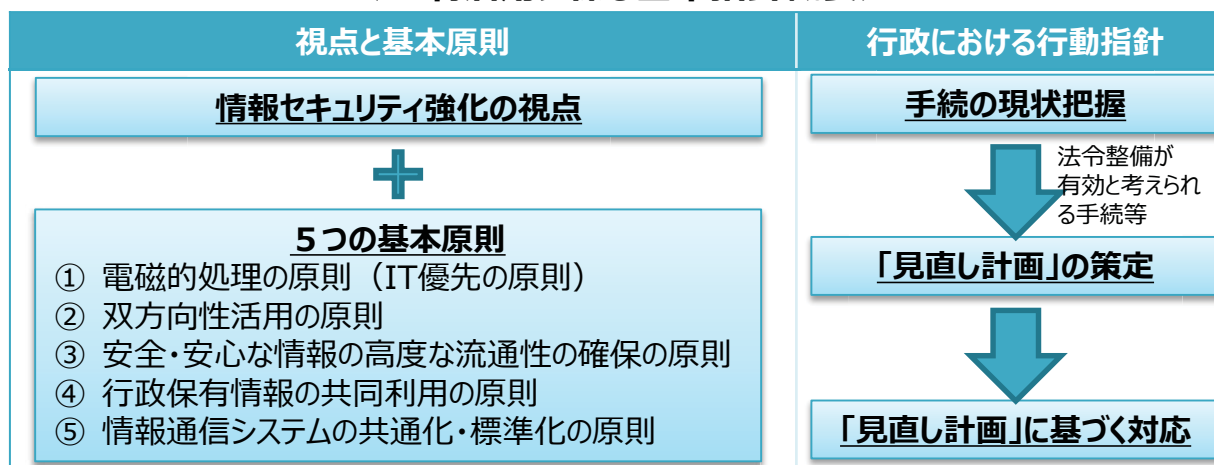 視点と基本原則
情報セキュリティ強化の視点
5つの基本原則
① 電磁的処理の原則（IT優先の原則）
② 双方向性活用の原則
③ 安全・安心な情報の高度な流通性の確保の原則
④ 行政保有情報の共同利用の原則
⑤ 情報通信システムの共通化・標準化の原則
行政における行動指針
手続の現状把握
法令整備が
有効と考えられ
る手続等
「見直し計画」の策定
「見直し計画」に基づく対応